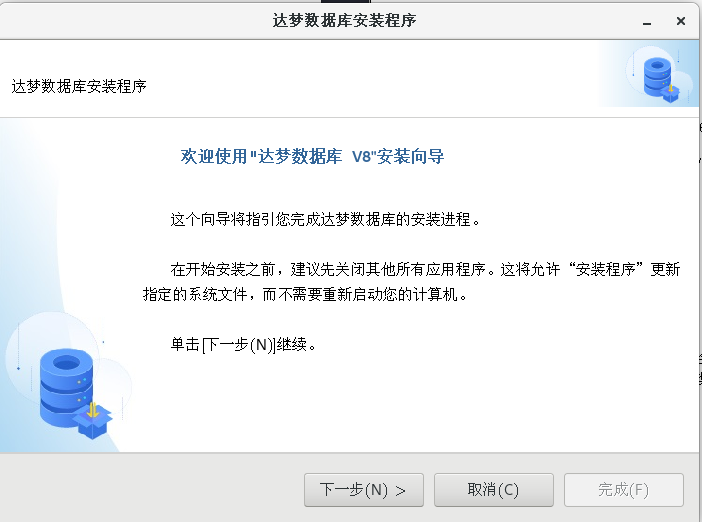 达梦数据库安装程序
达梦数据库安装程序
欢迎使用"达梦数据库 V8"安装向导
这个向导将指引您完成达梦数据库的安装进程。
在开始安装之前，建议先关闭其他所有应用程序。这将允许“安装程序”更新
指定的系统文件，而不需要重新启动您的计算机。
单击[下一步(N)]继续。
下一步(N) >
取消(C)
完成(F)